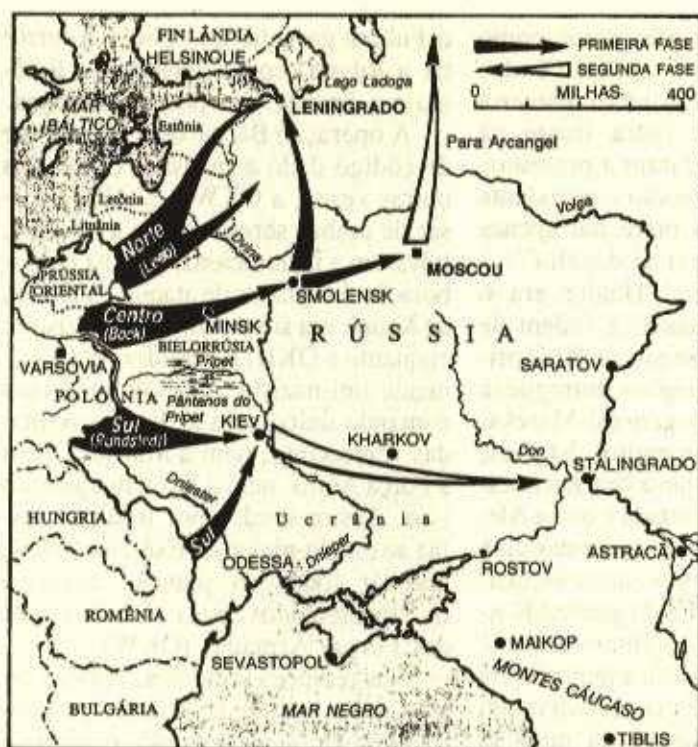 FINLÂNDIA
HELSINQUE
Lago Ladoga
PRIMEIRA FASE
SEGUNDA FASE
0 MILHAS 400
LENINGRADO
MAR
BÁLTICO
Estônia
Para Arcangel
Letônia
Lituânia
Volga
Norte
(Leeb)
Dvina
PRÚSSIA
ORIENTAL
MOSCOU
SMOLENSK
Centro
(Bock)
MINSK
RÚSSIA
BIELORRÚSIA
VARSÓVIA
Pripet
Pântanos do
Pripet
SARATOV
POLÔNIA
Sul
(Rundstedt)
KIEV
KHARKOV
Don
STALINGRADO
Dniester
HUNGRIA
Sul
Ucrânia
Dnieper
ODESSA
ROSTOV
ASTRACÃ
ROMÊNIA
MAIKOP
SEVASTOPOL
MONTES CÁUCASO
BULGÁRIA
MAR NEGRO
TIBLIS